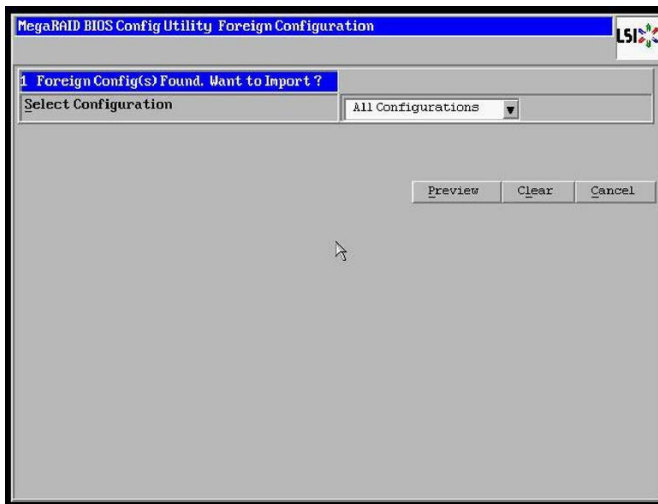 MegaRAID BIOS Config Utility Foreign Configuration
LSI
1 Foreign Config(s) Found. Want to Import ?
Select Configuration
All Configurations
Preview Clear Cancel